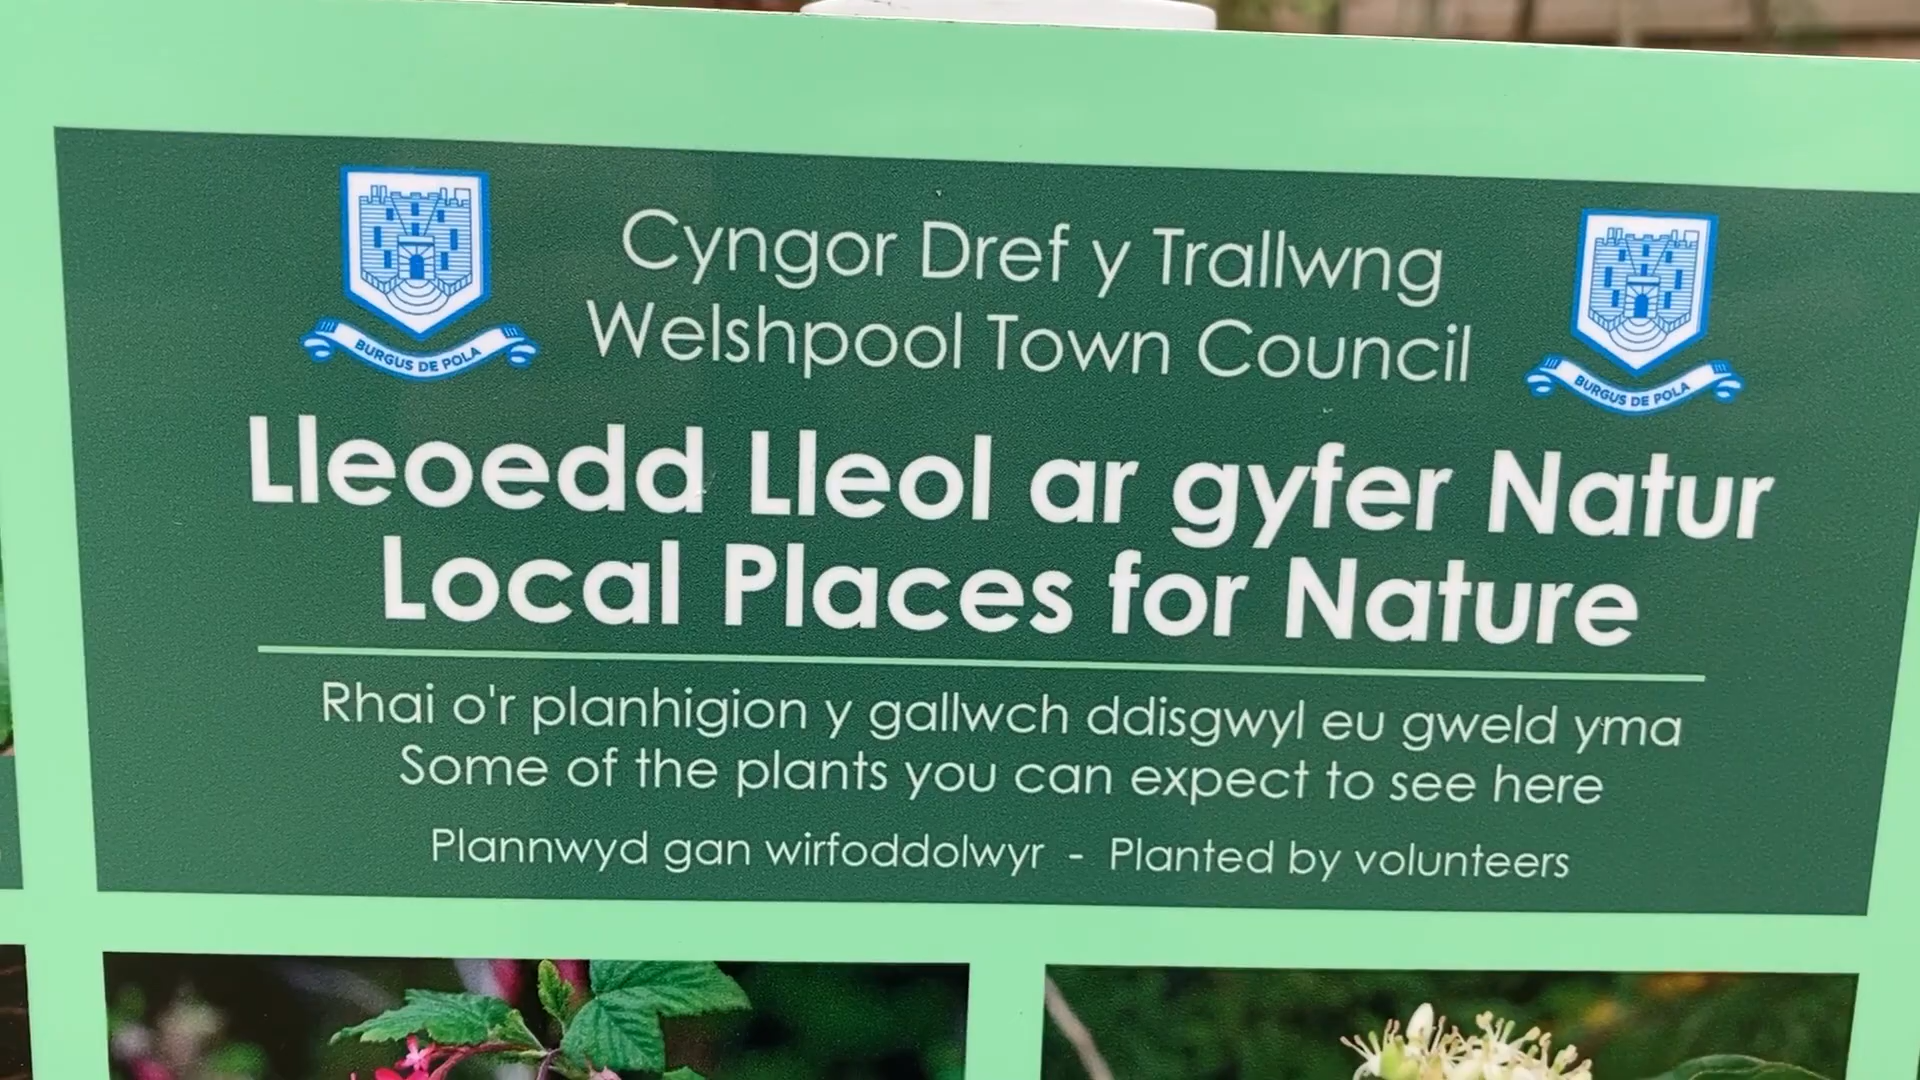 Cyngor Dref y Trallwng
Welshpool Town Council
BURGUS DE POLA
BURGUS DE POLA
Lleoedd Lleol ar gyfer Natur
Local Places for Nature
Rhai o'r planhigion y gallwch ddisgwyl eu gweld yma
Some of the plants you can expect to see here
Plannwyd gan wirfoddolwyr - Planted by volunteers